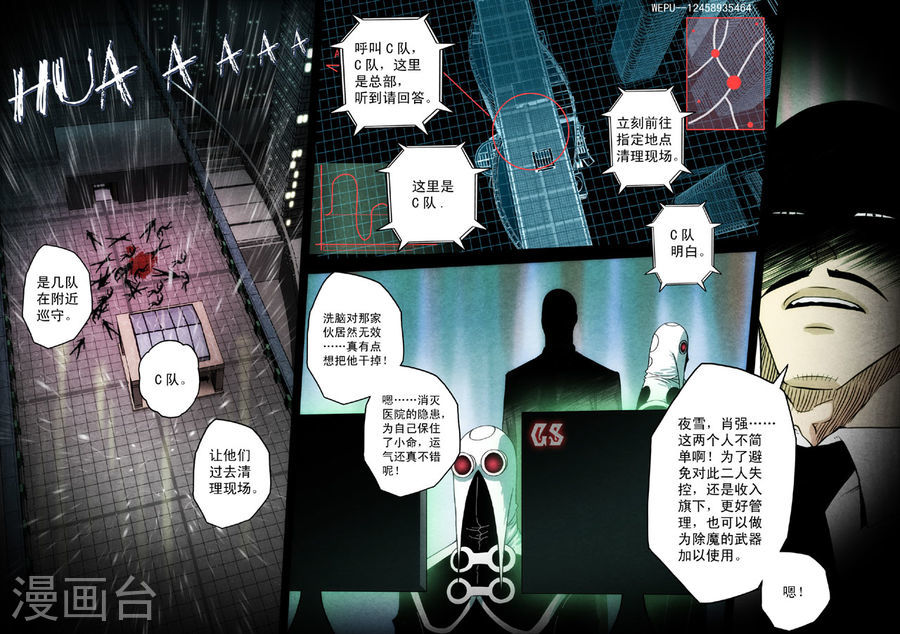 HUA A A A A
是几队
在附近
巡守。
C 队。
让他们
过去清
理现场。
WEPU--12458935464
呼叫 C 队，
C 队，这里
是总部，
听到请回答。
这里是
C 队.
立刻前往
指定地点
清理现场。
C 队
明白。
洗脑对那家
伙居然无效
……真有点
想把他干掉！
嗯……消灭
医院的隐患，
为自己保住
了小命，运
气还真不错
呢！
GS
夜雪，肖强……
这两个人不简
单啊！为了避
免对此二人失
控，还是收入
旗下，更好管
理，也可以做
为除魔的武器
加以使用。
嗯！
漫画台